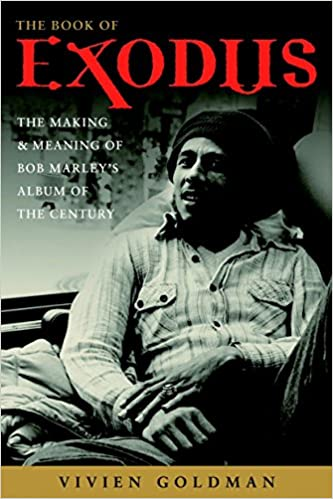 THE BOOK OF
EXODUS
THE MAKING
& MEANING OF
BOB MARLEY'S
ALBUM OF
THE CENTURY
VIVIEN GOLDMAN